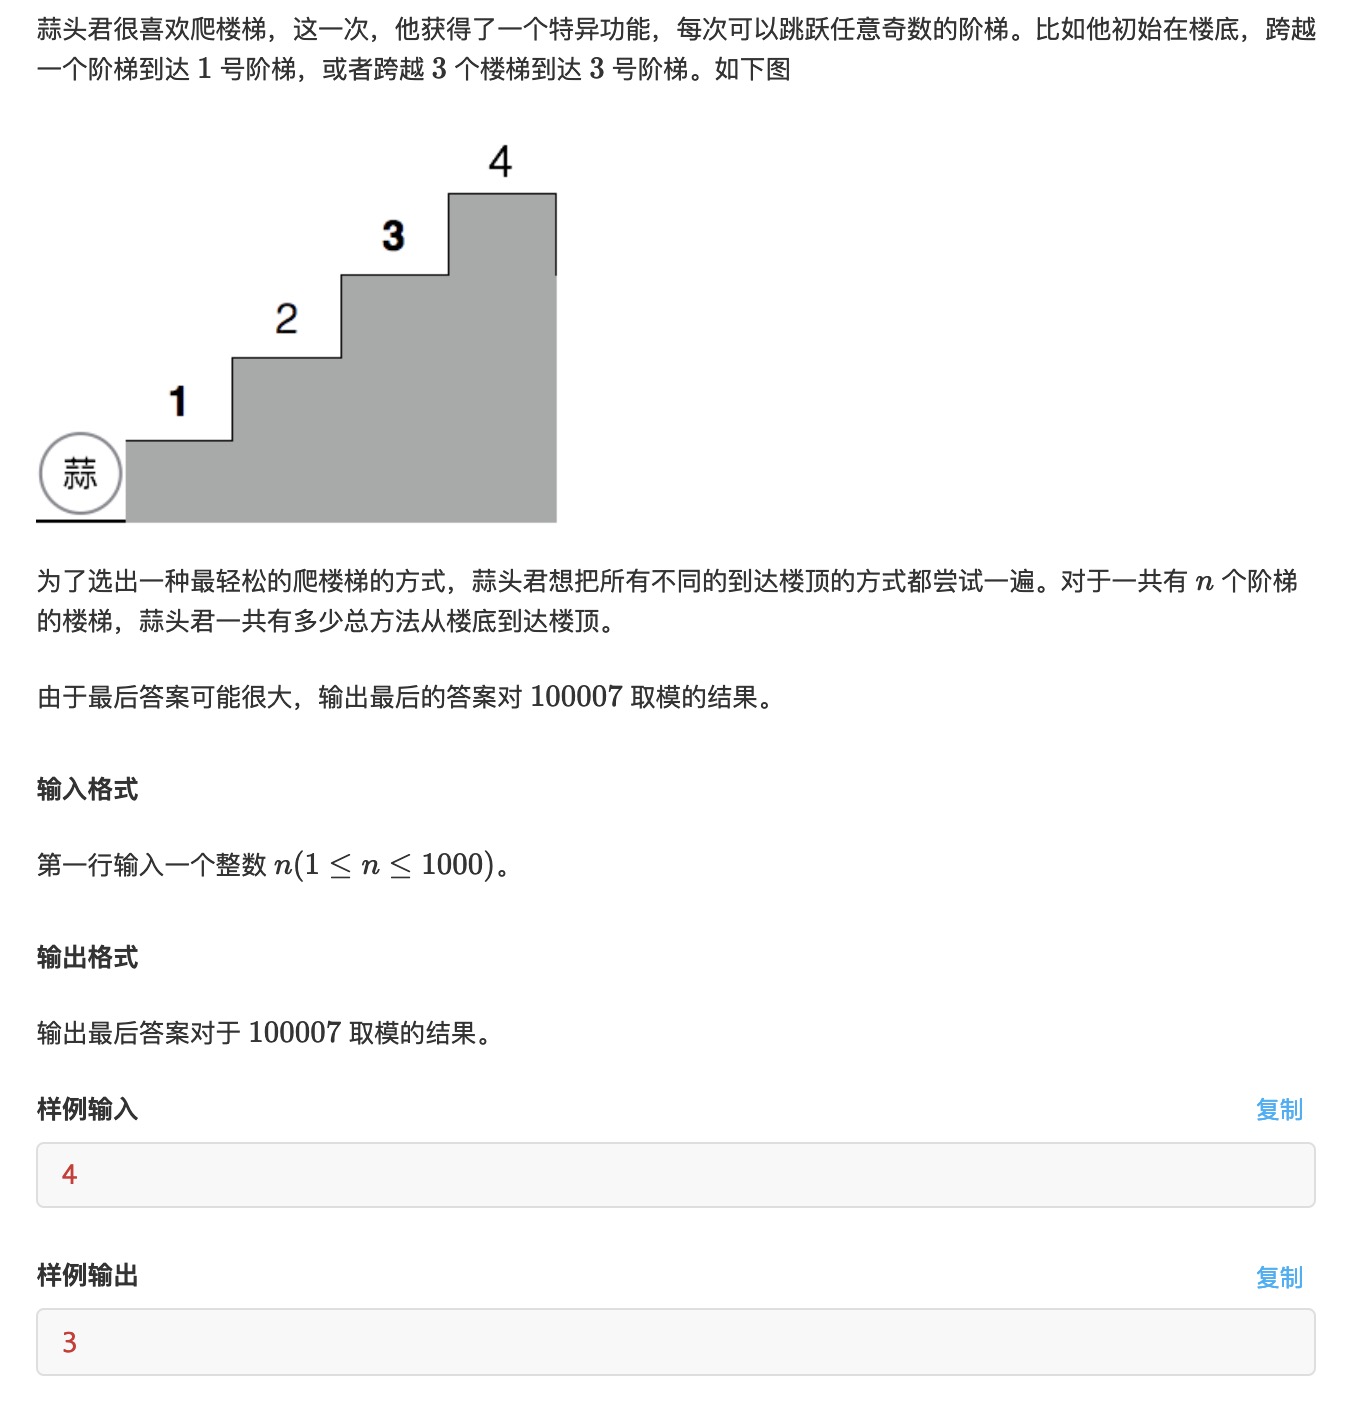 蒜头君很喜欢爬楼梯，这一次，他获得了一个特异功能，每次可以跳跃任意奇数的阶梯。比如他初始在楼底，跨越
一个阶梯到达 1 号阶梯，或者跨越 3 个楼梯到达 3 号阶梯。如下图
4
3
2
1
蒜
为了选出一种最轻松的爬楼梯的方式，蒜头君想把所有不同的到达楼顶的方式都尝试一遍。对于一共有 n 个阶梯
的楼梯，蒜头君一共有多少总方法从楼底到达楼顶。
由于最后答案可能很大，输出最后的答案对 100007 取模的结果。
输入格式
第一行输入一个整数 n(1 ≤ n ≤ 1000)。
输出格式
输出最后答案对于 100007 取模的结果。
样例输入 复制
4
样例输出 复制
3